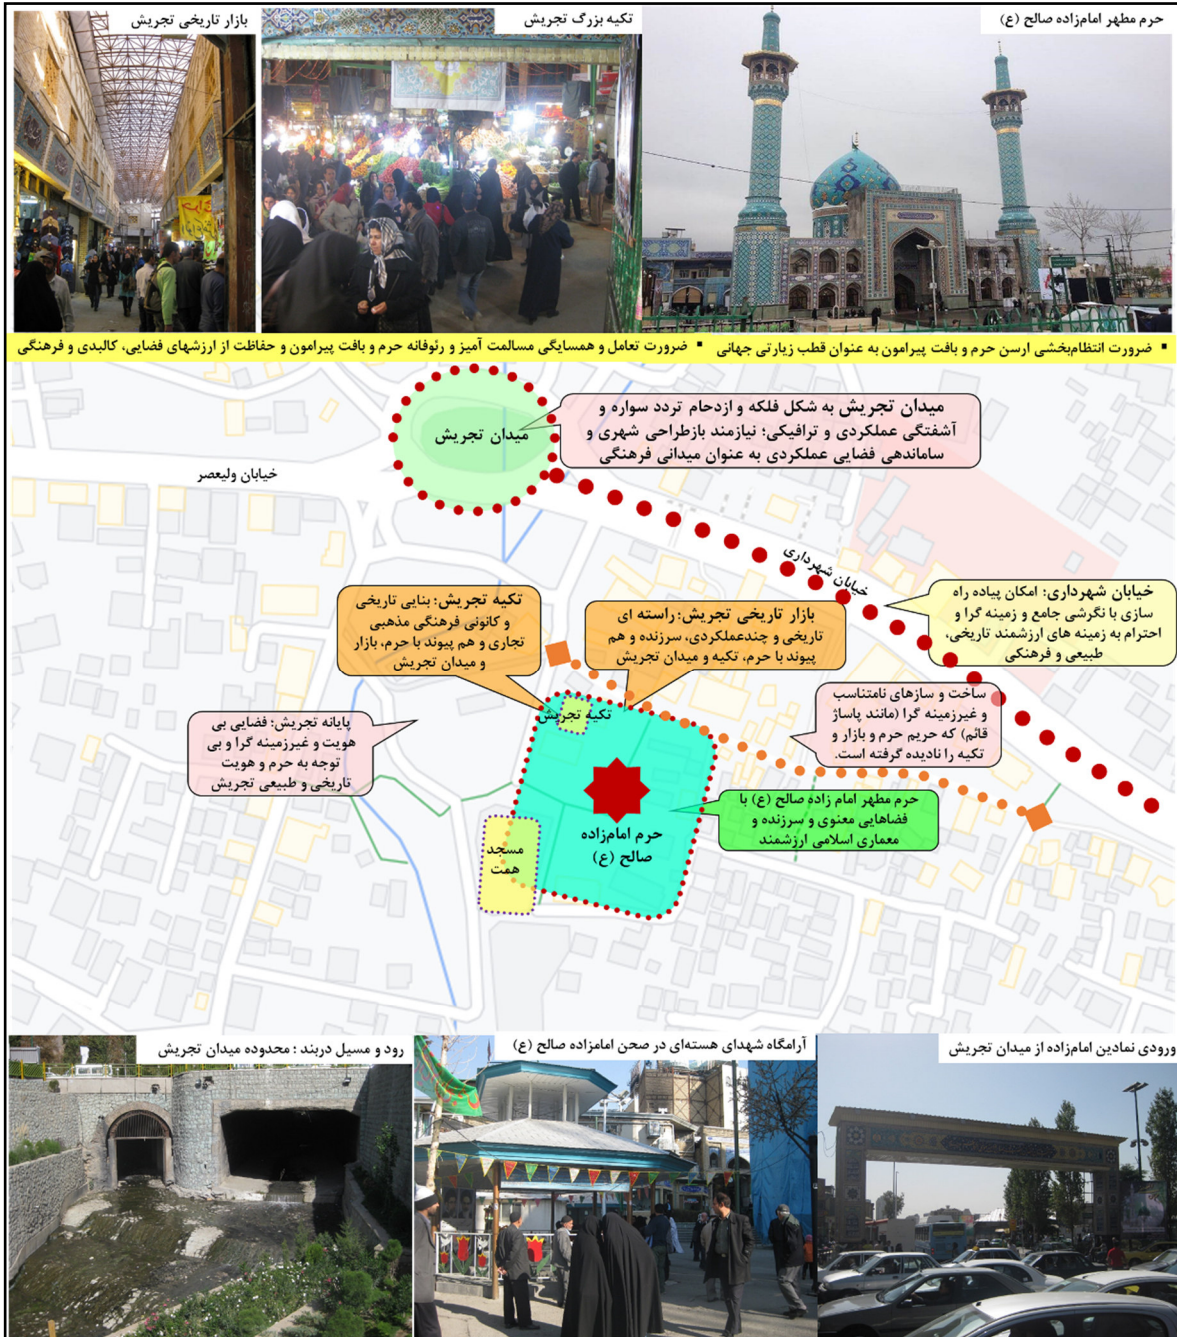 حرم مطهر امام‌زاده صالح (ع)
تکیه بزرگ تجریش
بازار تاریخی تجریش
▪ ضرورت انتظام‌بخشی ارسن حرم و بافت پیرامون به عنوان قطب زیارتی جهانی
▪ ضرورت تعامل و همسایگی مسالمت آمیز و رئوفانه حرم و بافت پیرامون و حفاظت از ارزشهای فضایی، کالبدی و فرهنگی
میدان تجریش به شکل فلکه و ازدحام تردد سواره و
آشفتگی عملکردی و ترافیکی؛ نیازمند بازطراحی شهری و
ساماندهی فضایی عملکردی به عنوان میدانی فرهنگی
میدان تجریش
خیابان ولیعصر
خیابان شهرداری
خیابان شهرداری: امکان پیاده راه
سازی با نگرشی جامع و زمینه گرا و
احترام به زمینه های ارزشمند تاریخی،
طبیعی و فرهنکی
بازار تاریخی تجریش: راسته ای
تاریخی و چندعملکردی، سرزنده و هم
پیوند با حرم، تکیه و میدان تجریش
تکیه تجریش: بنایی تاریخی
و کانونی فرهنگی مذهبی
تجاری و هم پیوند با حرم، بازار
و میدان تجریش
ساخت و سازهای نامتناسب
و غیرزمینه گرا (مانند پاساژ
قائم) که حریم حرم و بازار و
تکیه را نادیده گرفته است.
تکیه تجریش
پایانه تجریش: فضایی بی
هویت و غیرزمینه گرا و بی
توجه به حرم و هویت
تاریخی و طبیعی تجریش
حرم مطهر امام زاده صالح (ع) با
فضاهایی معنوی و سرزنده و
معماری اسلامی ارزشمند
حرم امام‌زاده
صالح (ع)
مسجد
همت
ورودی نمادین امام‌زاده از میدان تجریش
آرامگاه شهدای هسته‌ای در صحن امامزاده صالح (ع)
رود و مسیل دربند : محدوده میدان تجریش